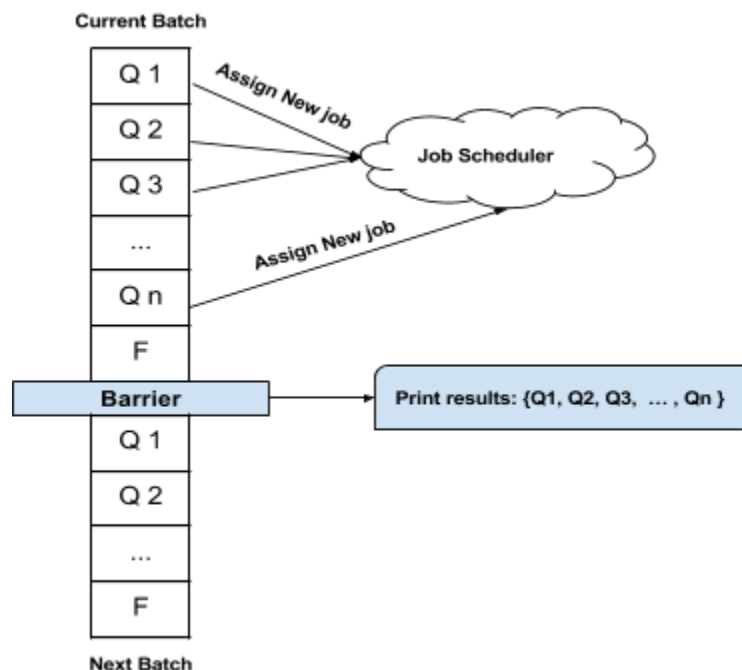 Current Batch
Q 1
Assign New job
Q 2
Job Scheduler
Q 3
...
Assign New job
Q n
F
Barrier
Print results: {Q1, Q2, Q3, ... , Qn }
Q 1
Q 2
...
F
Next Batch